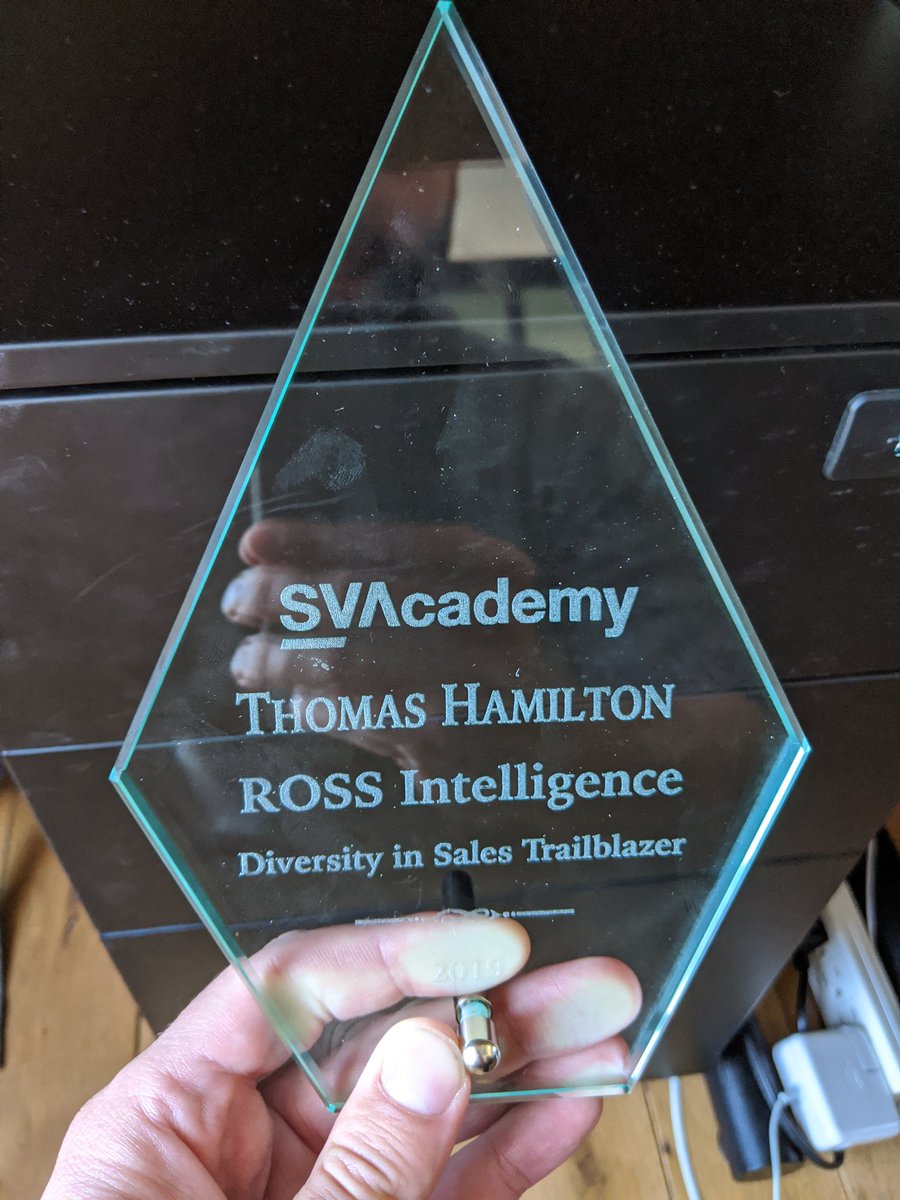 SVAcademy
THOMAS HAMILTON
ROSS Intelligence
Diversity in Sales Trailblazer
2019